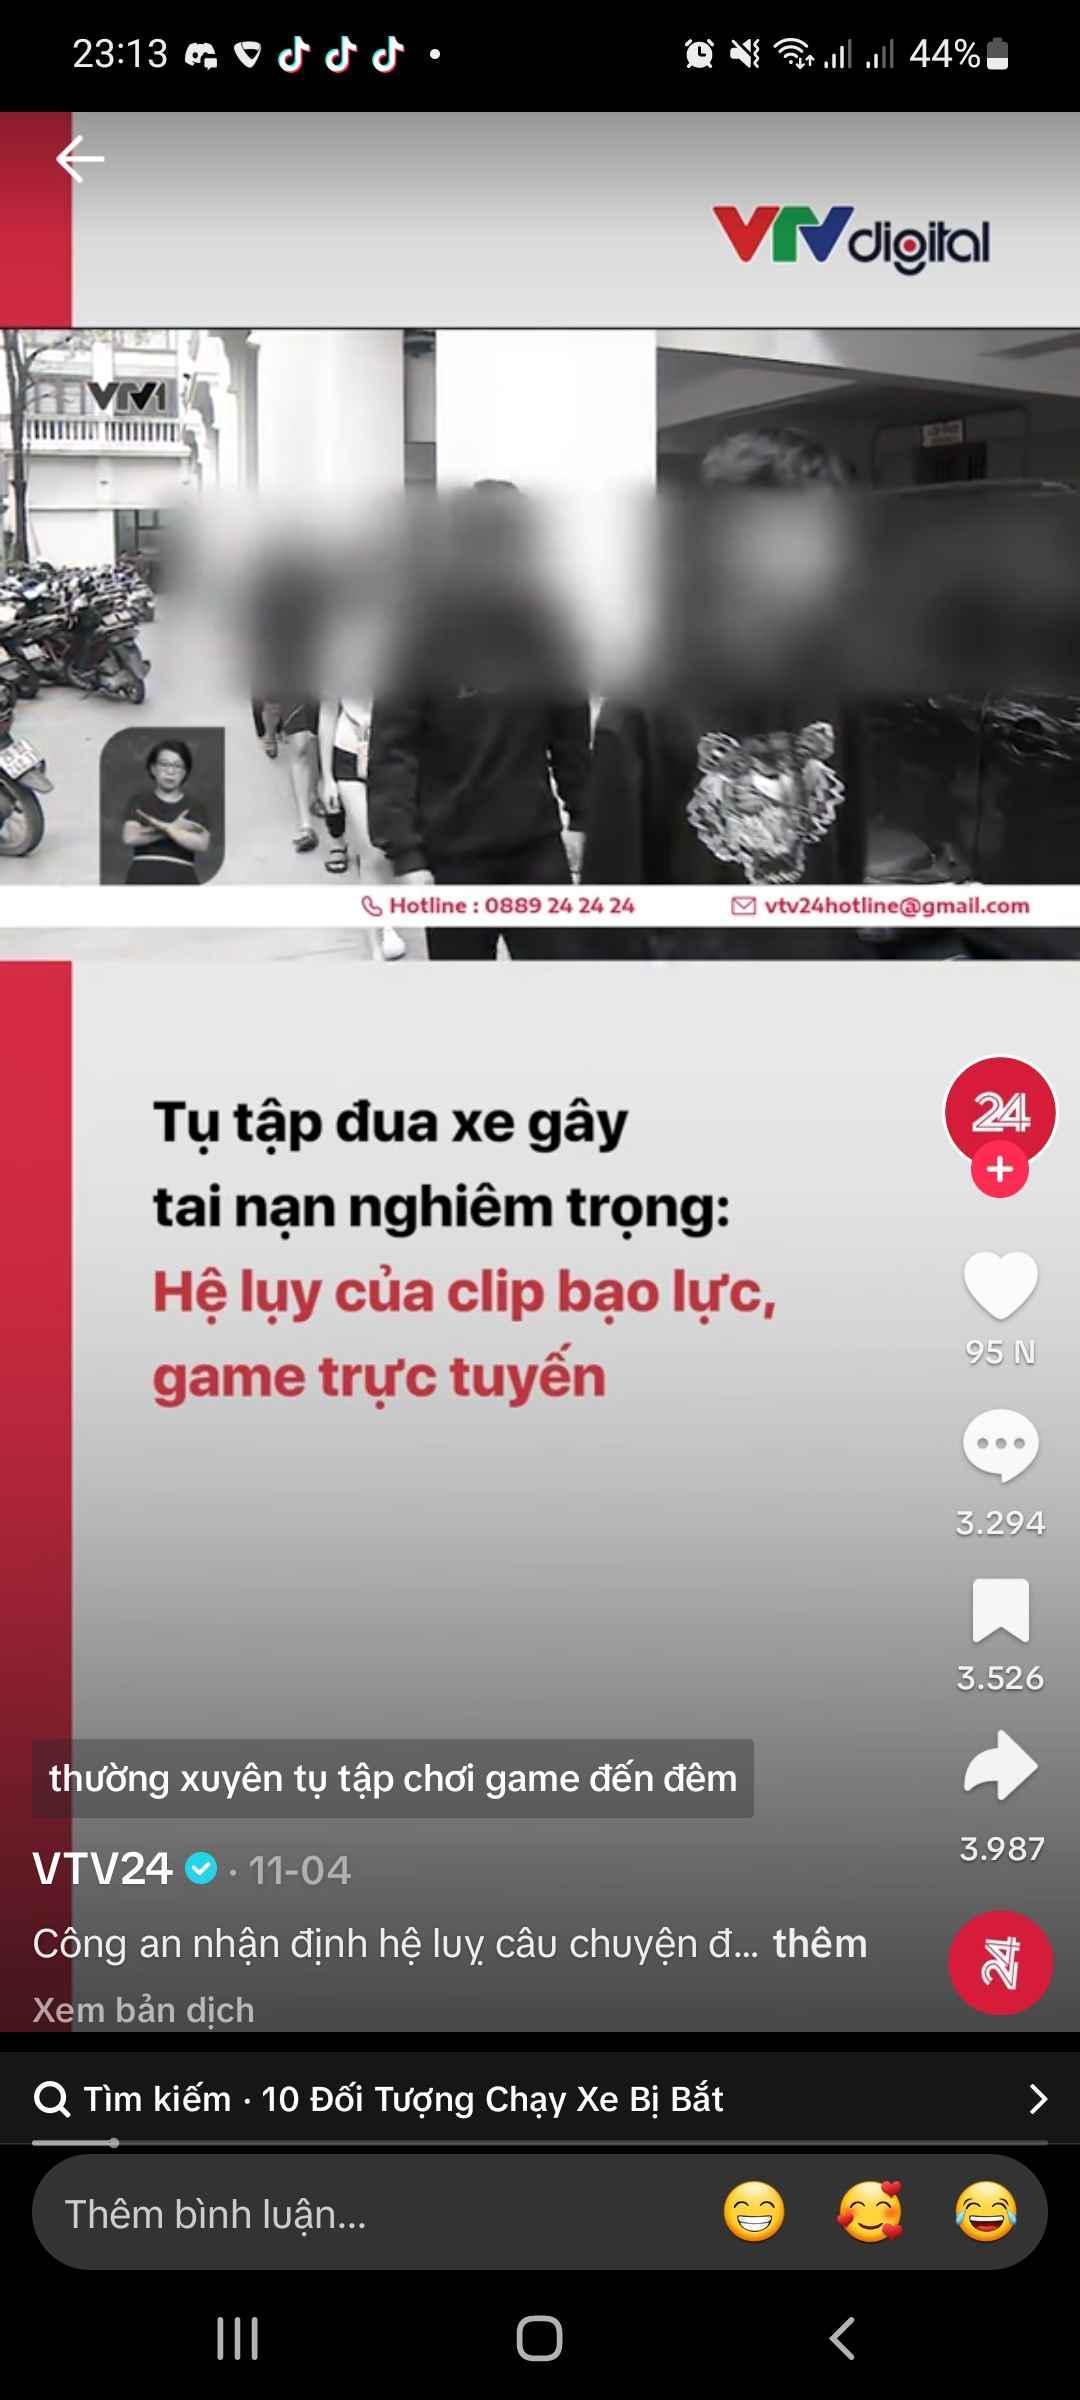 23:13
44%
VTVdigital
VTV1
Hotline : 0889 24 24 24
vtv24hotline@gmail.com
Tụ tập đua xe gây
tai nạn nghiêm trọng:
Hệ lụy của clip bạo lực,
game trực tuyến
24
95 N
3.294
3.526
3.987
thường xuyên tụ tập chơi game đến đêm
VTV24 · 11-04
Công an nhận định hệ luỵ câu chuyện đ... thêm
24
Xem bản dịch
Tìm kiếm · 10 Đối Tượng Chạy Xe Bị Bắt
Thêm bình luận...